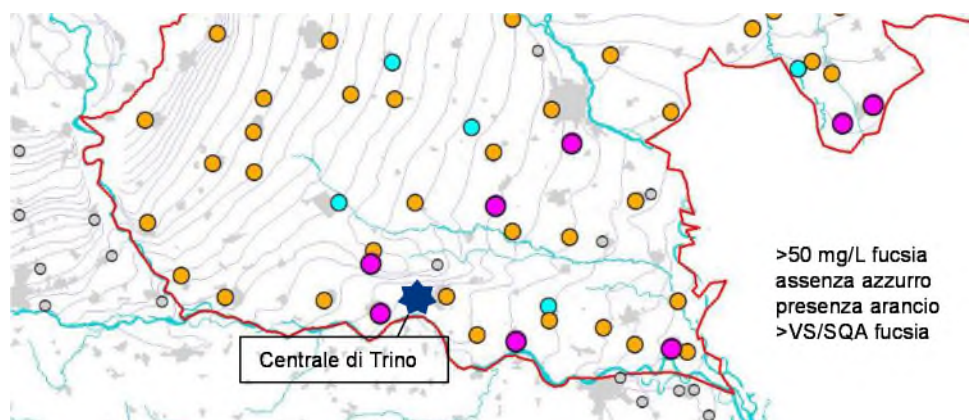 >50 mg/L fucsia
assenza azzurro
presenza arancio
>VS/SQA fucsia
Centrale di Trino